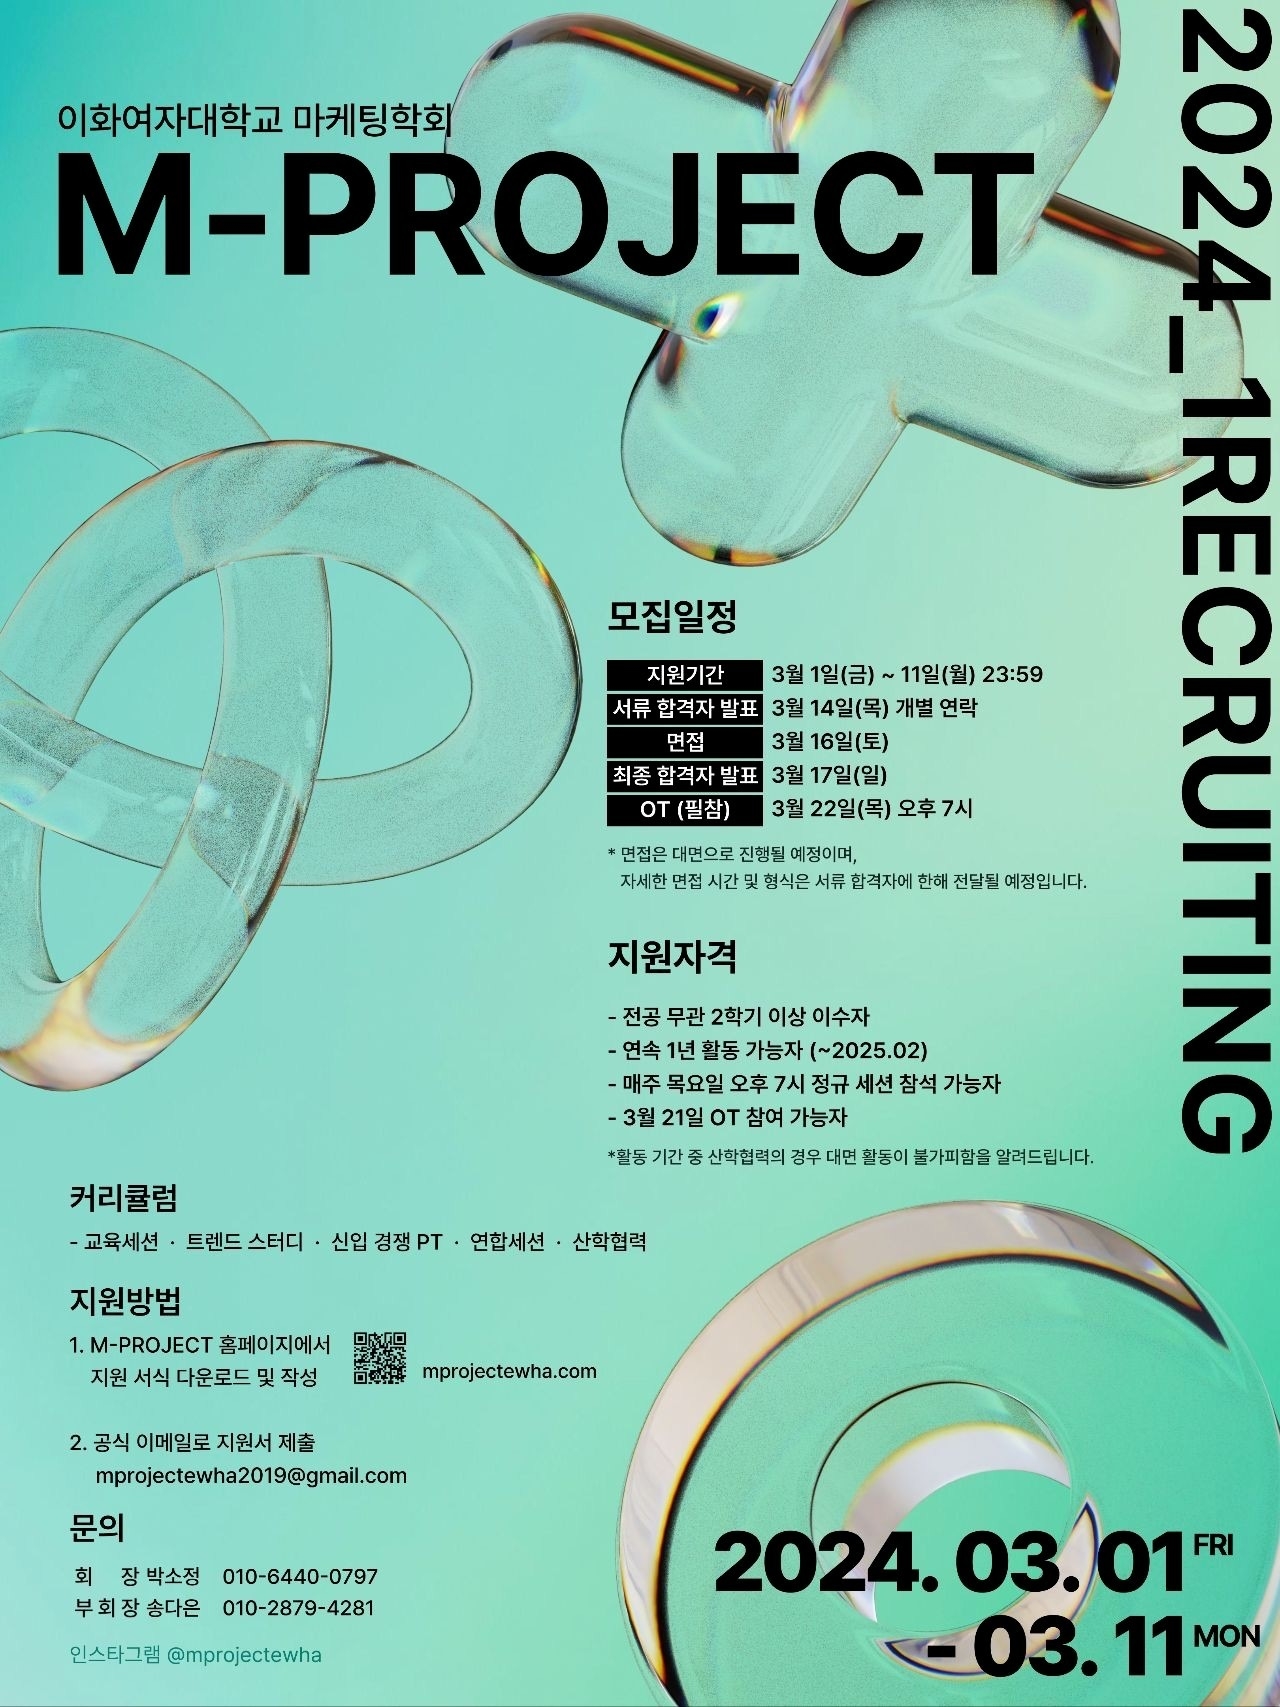 이화여자대학교 마케팅학회
M-PROJECT
2024_1RECRUITING
모집일정
지원기간 3월 1일(금) ~ 11일(월) 23:59
서류 합격자 발표 3월 14일(목) 개별 연락
면접 3월 16일(토)
최종 합격자 발표 3월 17일(일)
OT (필참) 3월 22일(목) 오후 7시
* 면접은 대면으로 진행될 예정이며,
자세한 면접 시간 및 형식은 서류 합격자에 한해 전달될 예정입니다.
지원자격
- 전공 무관 2학기 이상 이수자
- 연속 1년 활동 가능자 (~2025.02)
- 매주 목요일 오후 7시 정규 세션 참석 가능자
- 3월 21일 OT 참여 가능자
*활동 기간 중 산학협력의 경우 대면 활동이 불가피함을 알려드립니다.
커리큘럼
- 교육세션 · 트렌드 스터디 · 신입 경쟁 PT · 연합세션 · 산학협력
지원방법
1. M-PROJECT 홈페이지에서
지원 서식 다운로드 및 작성
mprojectewha.com
2. 공식 이메일로 지원서 제출
mprojectewha2019@gmail.com
문의
회 장 박소정 010-6440-0797
부 회 장 송다은 010-2879-4281
인스타그램 @mprojectewha
2024. 03. 01 FRI
- 03. 11 MON